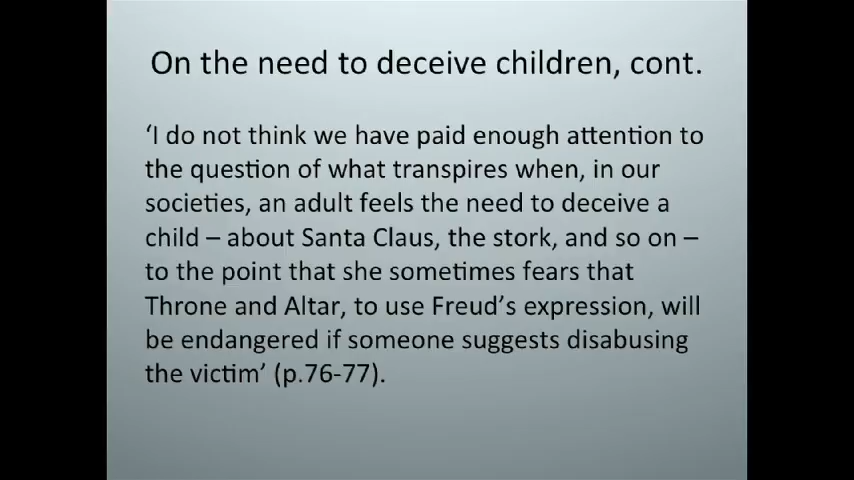 On the need to deceive children, cont.
‘I do not think we have paid enough attention to
the question of what transpires when, in our
societies, an adult feels the need to deceive a
child – about Santa Claus, the stork, and so on –
to the point that she sometimes fears that
Throne and Altar, to use Freud’s expression, will
be endangered if someone suggests disabusing
the victim’ (p.76-77).